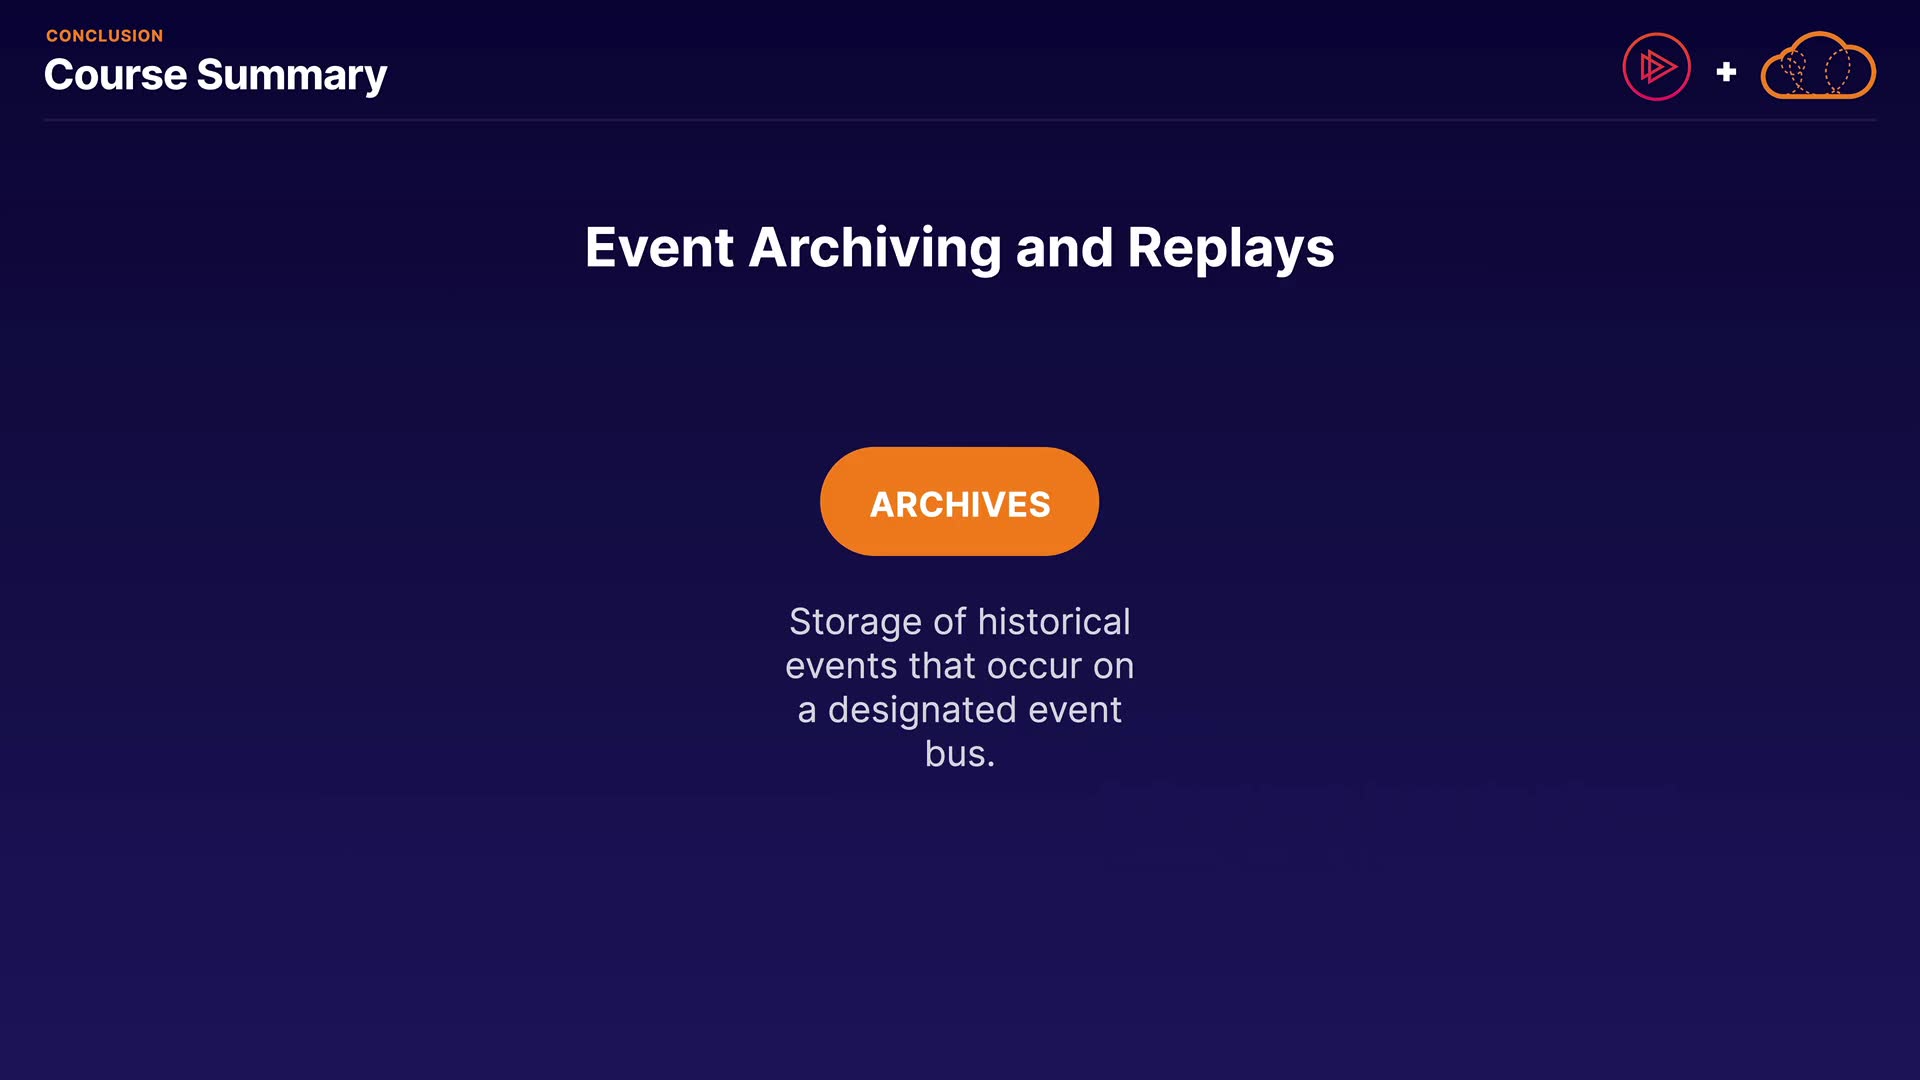 CONCLUSION
Course Summary
+
Event Archiving and Replays
ARCHIVES
Storage of historical
events that occur on
a designated event
bus.